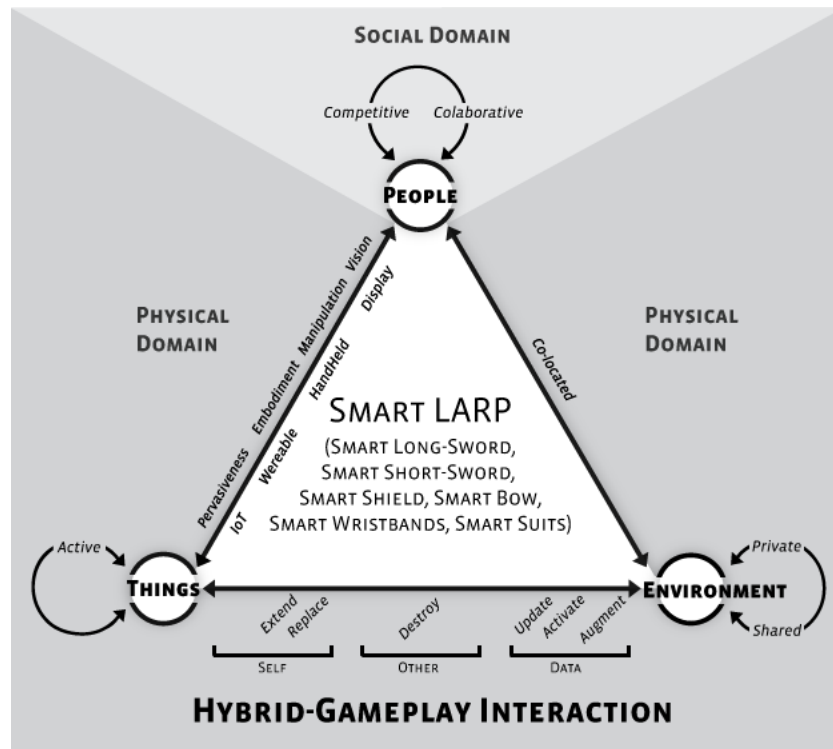 SOCIAL DOMAIN
Competitive
Colaborative
PEOPLE
Vision
Manipulation
Embodiment
Pervasiveness
Display
HandHeld
Wereable
IoT
Co-located
PHYSICAL
DOMAIN
PHYSICAL
DOMAIN
SMART LARP
(SMART LONG-SWORD,
SMART SHORT-SWORD,
SMART SHIELD, SMART BOW,
SMART WRISTBANDS, SMART SUITS)
Active
THINGS
ENVIRONMENT
Private
Shared
Extend
Replace
Destroy
Update
Activate
Augment
SELF
OTHER
DATA
HYBRID-GAMEPLAY INTERACTION